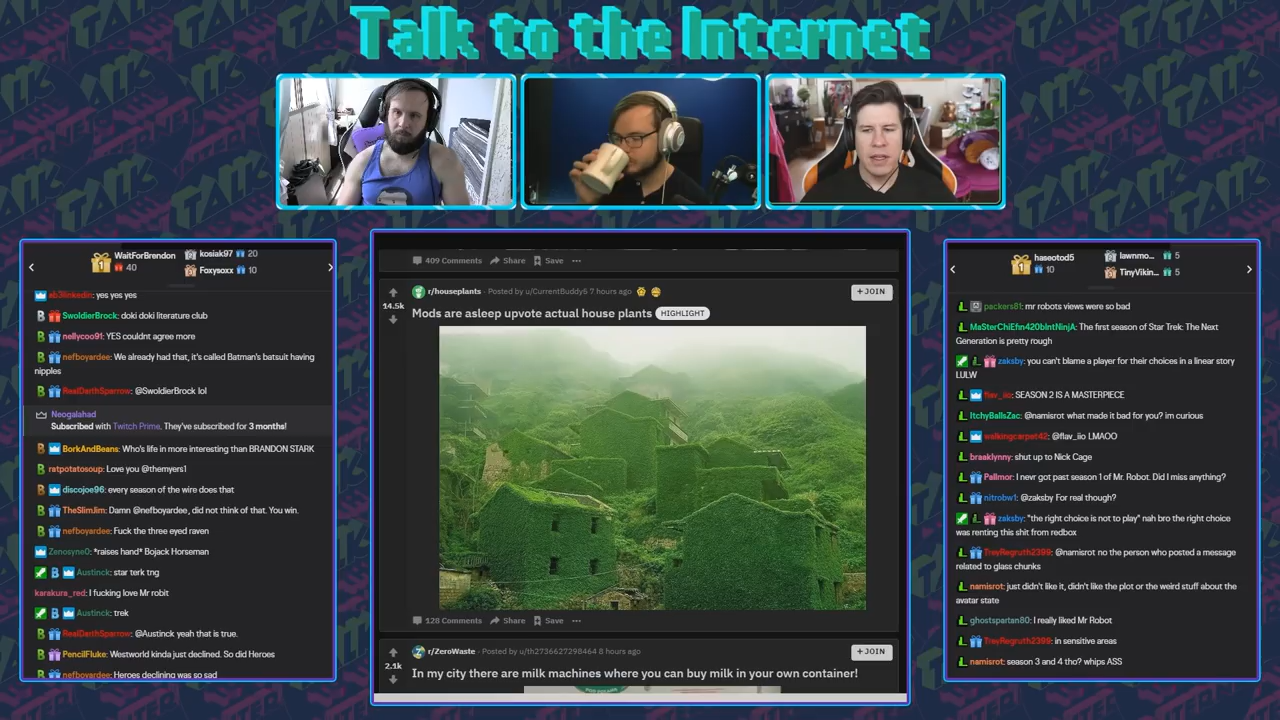 Talk to the Internet
WaitForBrendon
40
kosiak97 20
Foxysoxx 10
yes yes yes
SwoldierBrock: doki doki literature club
nellycoo91: YES couldnt agree more
nefboyardee: We already had that, it's called Batman's batsuit having
nipples
RealDarthSparrow: @SwoldierBrock lol
Neogalahad
Subscribed with Twitch Prime. They've subscribed for 3 months!
BorkAndBeans: Who's life in more interesting than BRANDON STARK
ratpotatosoup: Love you @themyers1
discojoe96: every season of the wire does that
TheSlimJim: Damn @nefboyardee, did not think of that. You win.
nefboyardee: Fuck the three eyed raven
Zenosyne0: *raises hand* Bojack Horseman
Austinck: star terk tng
karakura_red: I fucking love Mr robit
Austinck: trek
RealDarthSparrow: @Austinck yeah that is true.
PencilFluke: Westworld kinda just declined. So did Heroes
nefboyardee: Heroes declining was so sad
409 Comments Share Save
14.5k
r/houseplants · Posted by u/CurrentBuddy5 7 hours ago
+ JOIN
Mods are asleep upvote actual house plants HIGHLIGHT
128 Comments Share Save
2.1k
r/ZeroWaste · Posted by u/th2736627298464 8 hours ago
+ JOIN
In my city there are milk machines where you can buy milk in your own container!
haseotod5
10
lawnmo... 5
TinyVikin... 5
packers81: mr robots views were so bad
MaSterChiEfin420bIntNinjA: The first season of Star Trek: The Next
Generation is pretty rough
zaksby: you can't blame a player for their choices in a linear story
LULW
flav_iio: SEASON 2 IS A MASTERPIECE
ItchyBallsZac: @namisrot what made it bad for you? im curious
walkingcarpet42: @flav_iio LMAOO
braaklynny: shut up to Nick Cage
Pallmor: I nevr got past season 1 of Mr. Robot. Did I miss anything?
nitrobw1: @zaksby For real though?
zaksby: "the right choice is not to play" nah bro the right choice
was renting this shit from redbox
TreyRegruth2399: @namisrot no the person who posted a message
related to glass chunks
namisrot: just didn't like it, didn't like the plot or the weird stuff about the
avatar state
ghostspartan80: I really liked Mr Robot
TreyRegruth2399: in sensitive areas
namisrot: season 3 and 4 tho? whips ASS